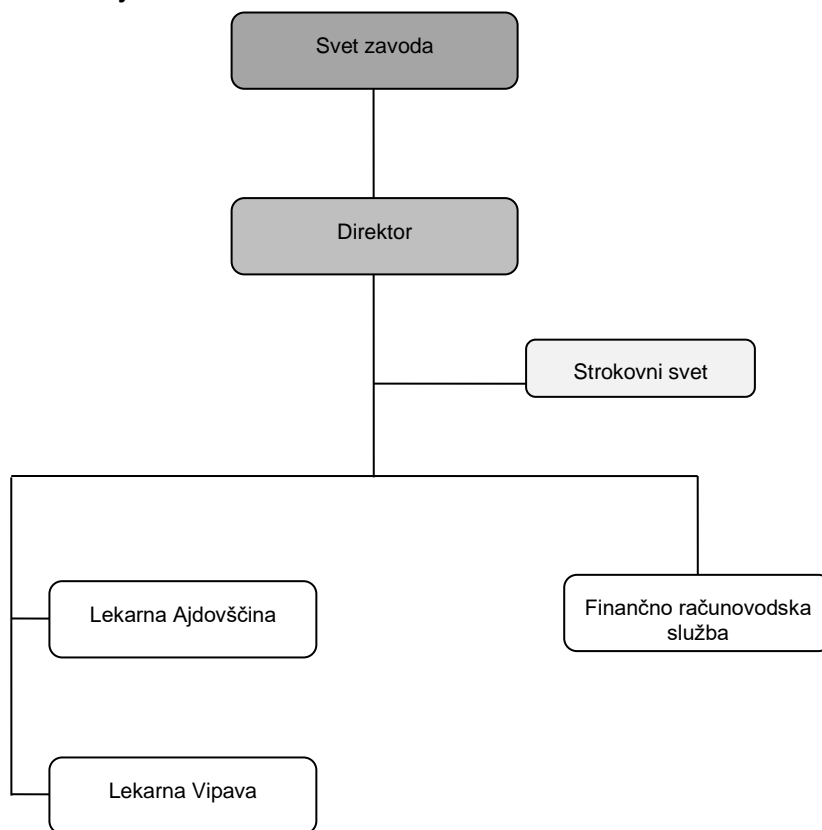 Svet zavoda
Direktor
Strokovni svet
Lekarna Ajdovščina
Finančno računovodska
služba
Lekarna Vipava